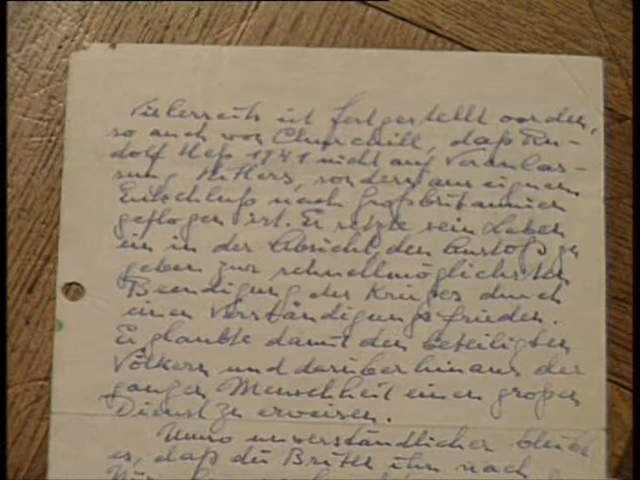 Vielerseits ist festgestellt worden,
so auch von Churchill, daß Ru-
dolf Heß 1941 nicht auf Veranlas-
sung Hitlers, sondern aus eignem
Entschluß nach Großbritannien
geflogen ist. Er setzte sein Leben
ein in der Absicht, den Anstoß zu
geben zur schnellmöglichsten
Beendigung des Krieges durch
einen Verständigungsfrieden.
Er glaubte damit den beteiligten
Völkern und darüber hinaus der
ganzen Menschheit einen großen
Dienst zu erweisen.
Umso unverständlicher bleibt
es, daß die Briten ihn nach